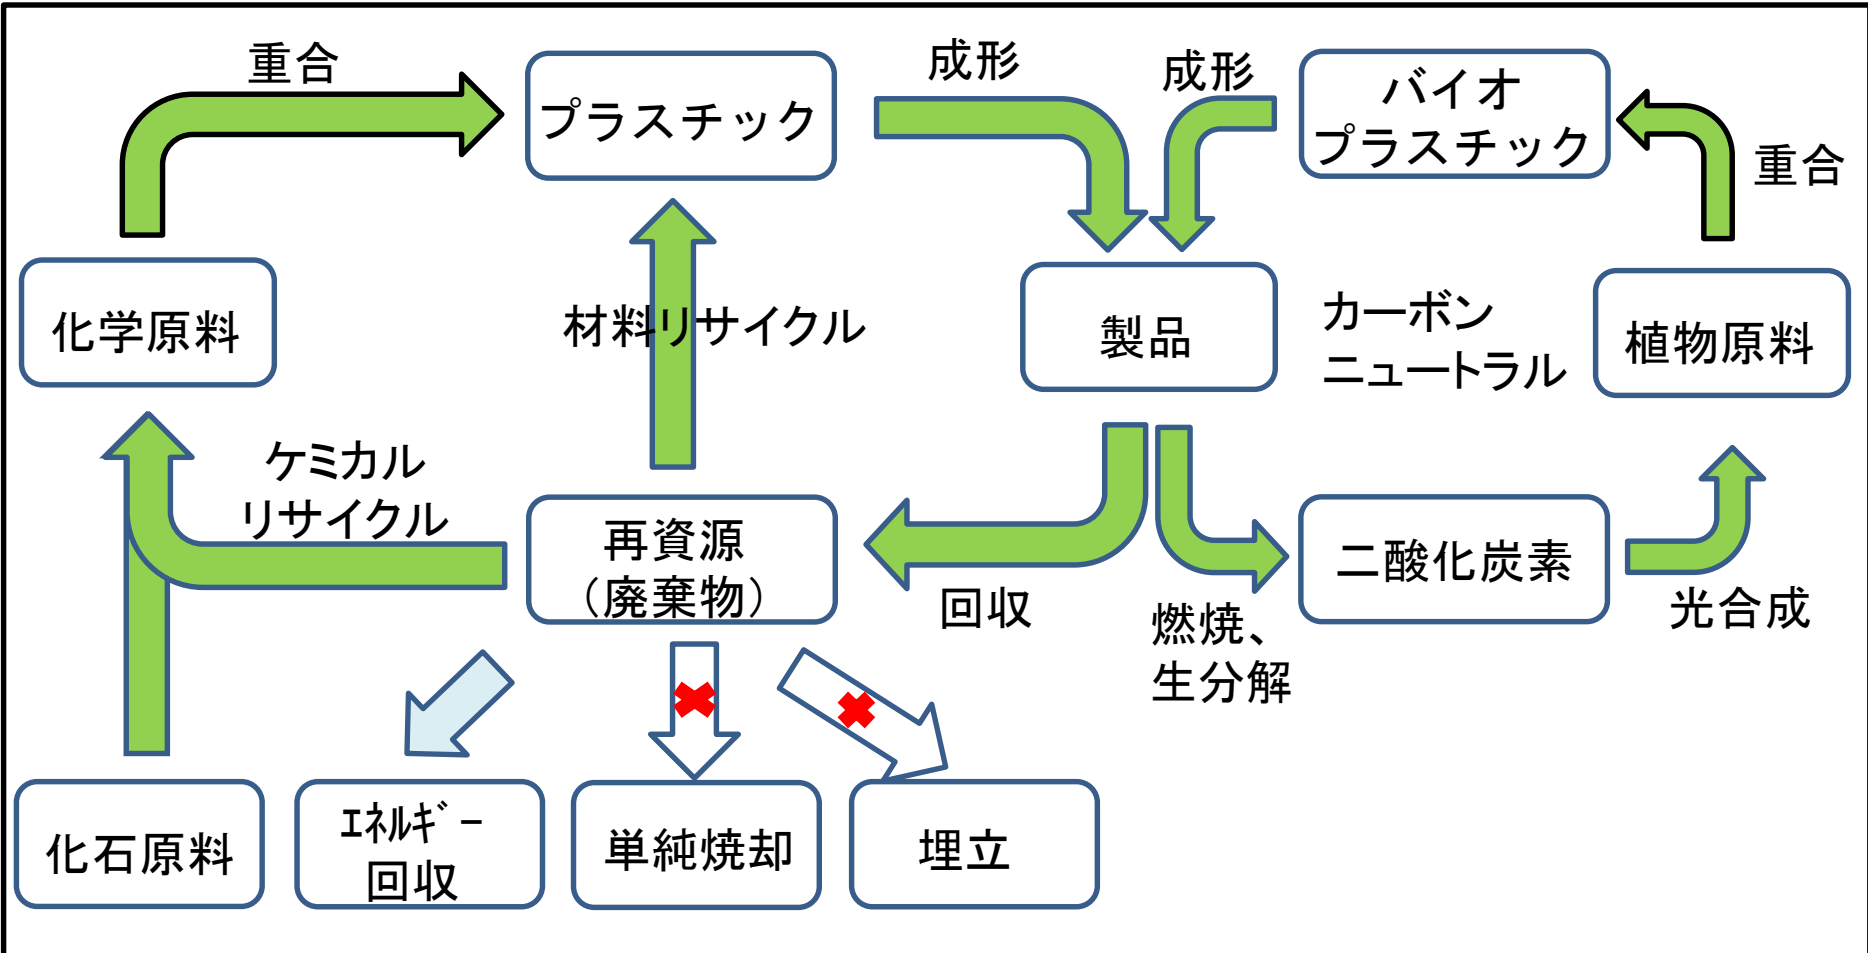 重合
プラスチック
成形
成形
バイオ
プラスチック
重合
化学原料
材料リサイクル
製品
カーボン
ニュートラル
植物原料
ケミカル
リサイクル
再資源
（廃棄物）
回収
燃焼、
生分解
二酸化炭素
光合成
化石原料
ｴﾈﾙｷﾞｰ
回収
単純焼却
埋立